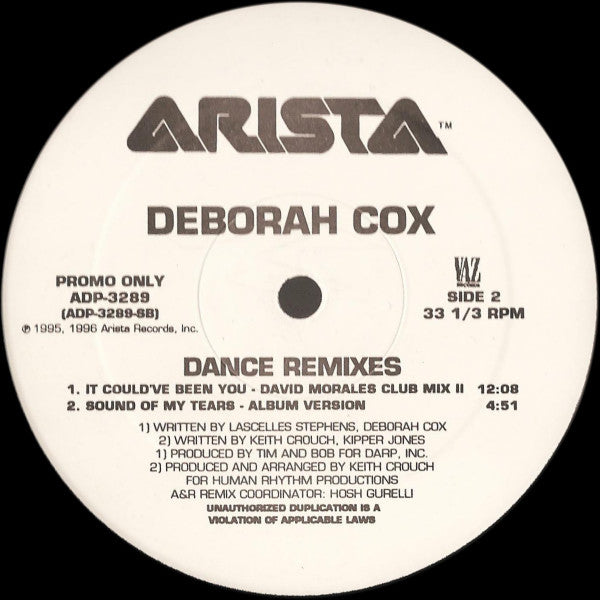 ARISTA™
DEBORAH COX
PROMO ONLY
ADP-3289
(ADP-3289-SB)
℗ 1995, 1996 Arista Records, Inc.
SIDE 2
33 1/3 RPM
DANCE REMIXES
1. IT COULD'VE BEEN YOU - DAVID MORALES CLUB MIX II 12:08
2. SOUND OF MY TEARS - ALBUM VERSION 4:51
1) WRITTEN BY LASCELLES STEPHENS, DEBORAH COX
2) WRITTEN BY KEITH CROUCH, KIPPER JONES
1) PRODUCED BY TIM AND BOB FOR DARP, INC.
2) PRODUCED AND ARRANGED BY KEITH CROUCH
FOR HUMAN RHYTHM PRODUCTIONS
A&R REMIX COORDINATOR: HOSH GURELLI
UNAUTHORIZED DUPLICATION IS A
VIOLATION OF APPLICABLE LAWS